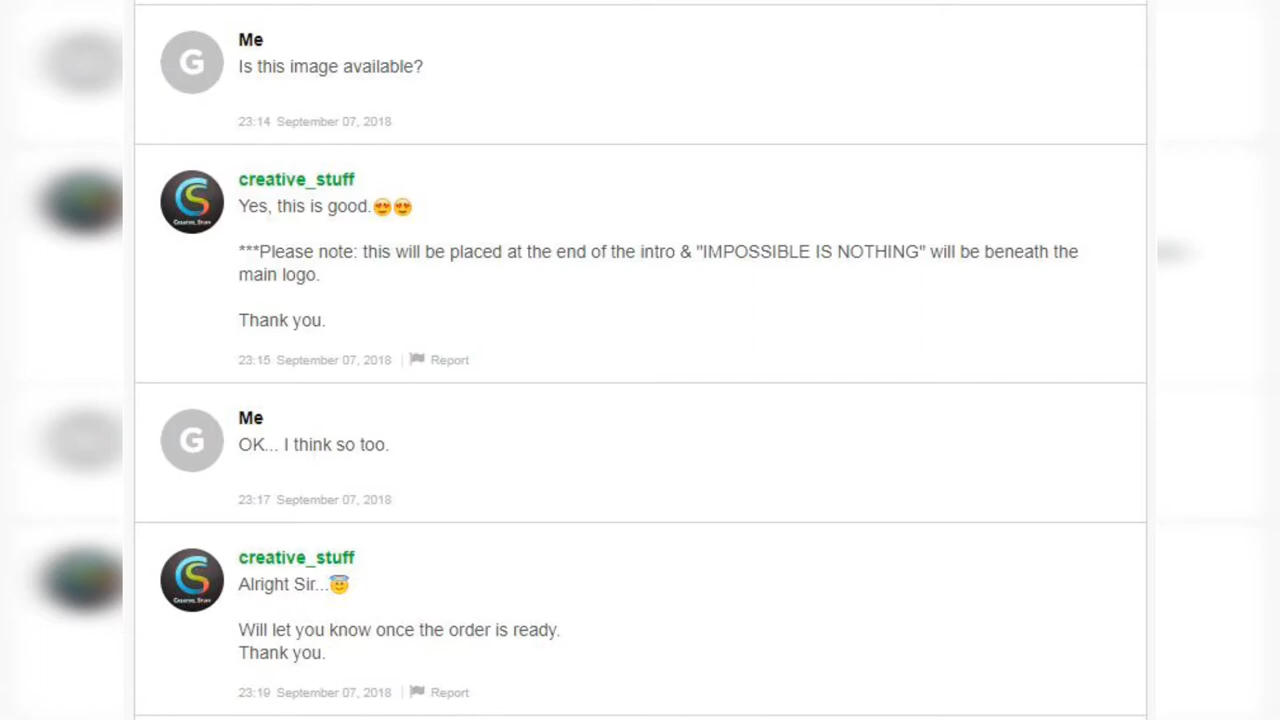 Me
G
Is this image available?
23:14 September 07, 2018
creative_stuff
Yes, this is good.😍😍
***Please note: this will be placed at the end of the intro & "IMPOSSIBLE IS NOTHING" will be beneath the
main logo.
Thank you.
23:15 September 07, 2018 | Report
Me
G
OK... I think so too.
23:17 September 07, 2018
creative_stuff
Alright Sir...😇
Will let you know once the order is ready.
Thank you.
23:19 September 07, 2018 | Report